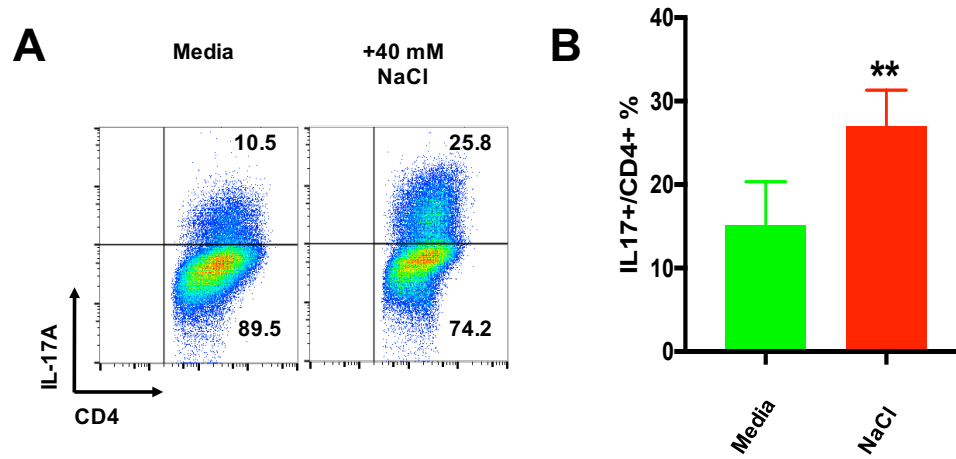 A
Media
+40 mM
NaCl
10.5
25.8
89.5
74.2
IL-17A
CD4
B
IL17+/CD4+ %
40
30
20
10
0
**
Media
NaCl